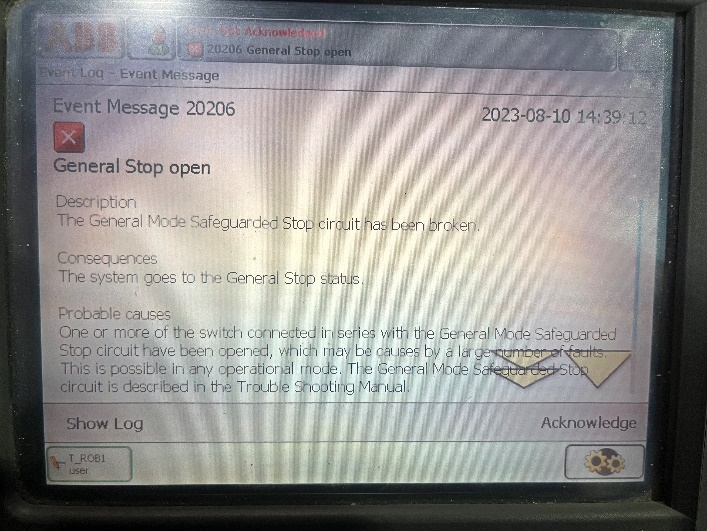 ABB
Not Acknowledged!
20206 General Stop open
Event Log - Event Message
Event Message 20206
2023-08-10 14:39:12
General Stop open
Description
The General Mode Safeguarded Stop circuit has been broken.
Consequences
The system goes to the General Stop status.
Probable causes
One or more of the switch connected in series with the General Mode Safeguarded
Stop circuit have been opened, which may be causes by a large number of faults.
This is possible in any operational mode. The General Mode Safeguarded Stop
circuit is described in the Trouble Shooting Manual.
Show Log
Acknowledge
T_ROB1
user